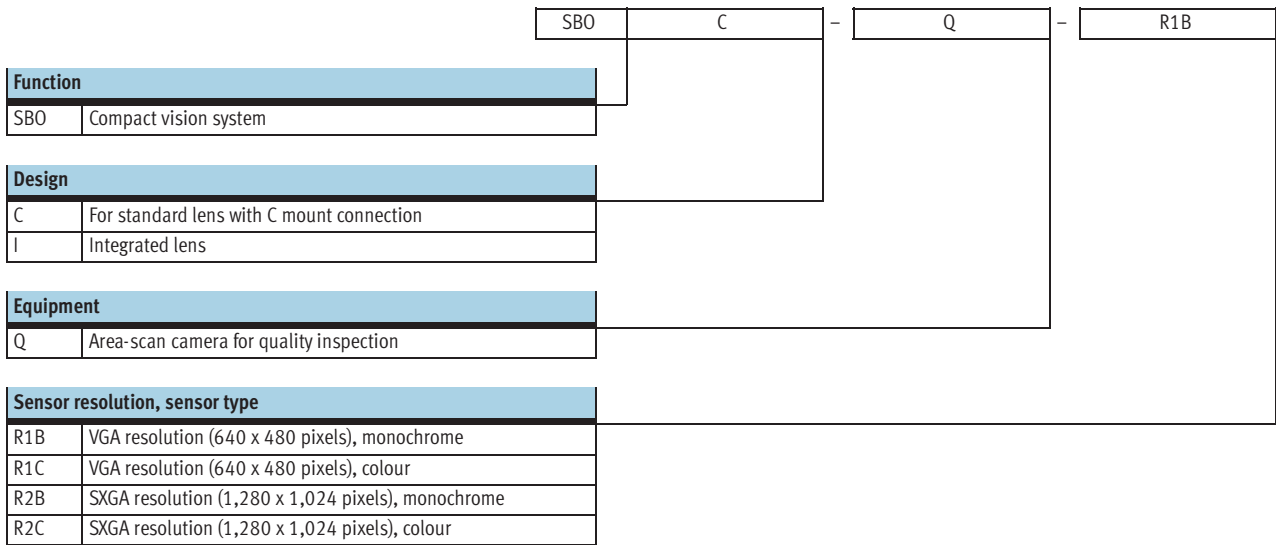 SBO C – Q – R1B
Function
SBO Compact vision system
Design
C For standard lens with C mount connection
I Integrated lens
Equipment
Q Area-scan camera for quality inspection
Sensor resolution, sensor type
R1B VGA resolution (640 x 480 pixels), monochrome
R1C VGA resolution (640 x 480 pixels), colour
R2B SXGA resolution (1,280 x 1,024 pixels), monochrome
R2C SXGA resolution (1,280 x 1,024 pixels), colour